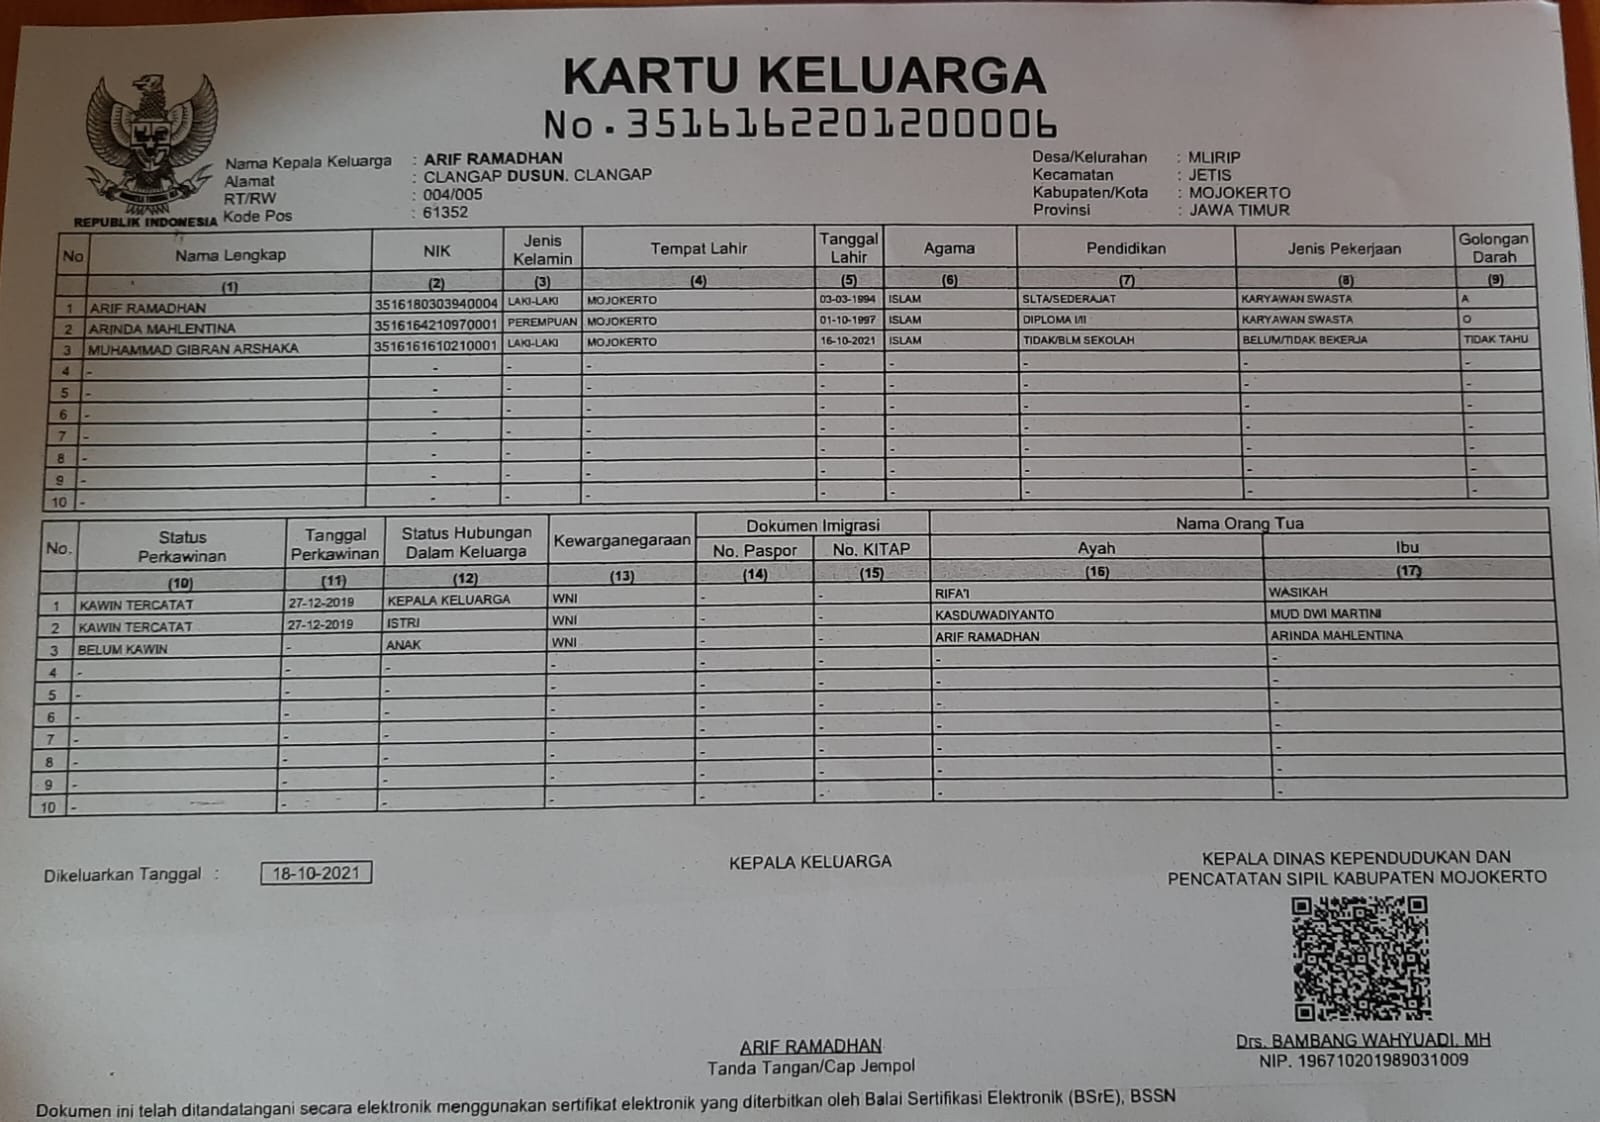 KARTU KELUARGA
No.3516162201200006
REPUBLIK INDONESIA
Nama Kepala Keluarga : ARIF RAMADHAN
Alamat : CLANGAP DUSUN. CLANGAP
RT/RW : 004/005
Kode Pos : 61352
Desa/Kelurahan : MLIRIP
Kecamatan : JETIS
Kabupaten/Kota : MOJOKERTO
Provinsi : JAWA TIMUR
No Nama Lengkap NIK Jenis Kelamin Tempat Lahir Tanggal Lahir Agama Pendidikan Jenis Pekerjaan Golongan Darah
(1) (2) (3) (4) (5) (6) (7) (8) (9)
1 ARIF RAMADHAN 3516180303940004 LAKI-LAKI MOJOKERTO 03-03-1994 ISLAM SLTA/SEDERAJAT KARYAWAN SWASTA A
2 ARINDA MAHLENTINA 3516164210970001 PEREMPUAN MOJOKERTO 01-10-1997 ISLAM DIPLOMA I/II KARYAWAN SWASTA O
3 MUHAMMAD GIBRAN ARSHAKA 3516161610210001 LAKI-LAKI MOJOKERTO 16-10-2021 ISLAM TIDAK/BLM SEKOLAH BELUM/TIDAK BEKERJA TIDAK TAHU
4 - - - - - - - - -
5 - - - - - - - - -
6 - - - - - - - - -
7 - - - - - - - - -
8 - - - - - - - - -
9 - - - - - - - - -
10 - - - - - - - - -
No. Status Perkawinan Tanggal Perkawinan Status Hubungan Dalam Keluarga Kewarganegaraan Dokumen Imigrasi Nama Orang Tua
No. Paspor No. KITAP Ayah Ibu
(10) (11) (12) (13) (14) (15) (16) (17)
1 KAWIN TERCATAT 27-12-2019 KEPALA KELUARGA WNI - - RIFA'I WASIKAH
2 KAWIN TERCATAT 27-12-2019 ISTRI WNI - - KASDUWADIYANTO MUD DWI MARTINI
3 BELUM KAWIN - ANAK WNI - - ARIF RAMADHAN ARINDA MAHLENTINA
4 - - - - - - - -
5 - - - - - - - -
6 - - - - - - - -
7 - - - - - - - -
8 - - - - - - - -
9 - - - - - - - -
10 - - - - - - - -
Dikeluarkan Tanggal : 18-10-2021
KEPALA KELUARGA
ARIF RAMADHAN
Tanda Tangan/Cap Jempol
KEPALA DINAS KEPENDUDUKAN DAN
PENCATATAN SIPIL KABUPATEN MOJOKERTO
Drs. BAMBANG WAHYUADI, MH
NIP. 196710201989031009
Dokumen ini telah ditandatangani secara elektronik menggunakan sertifikat elektronik yang diterbitkan oleh Balai Sertifikasi Elektronik (BSrE), BSSN